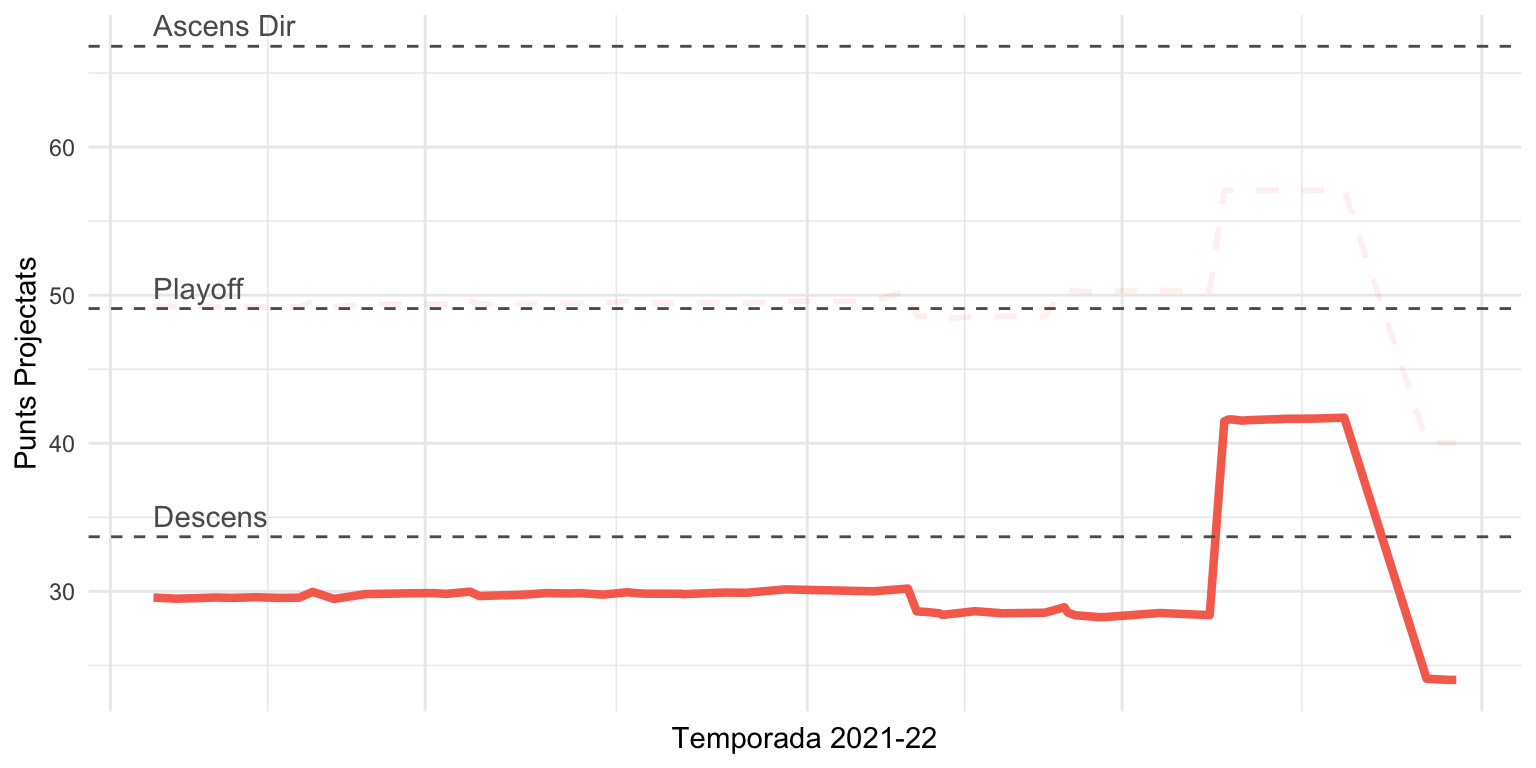 Ascens Dir
60
Playoff
50
40
Descens
30
Punts Projectats
Temporada 2021-22